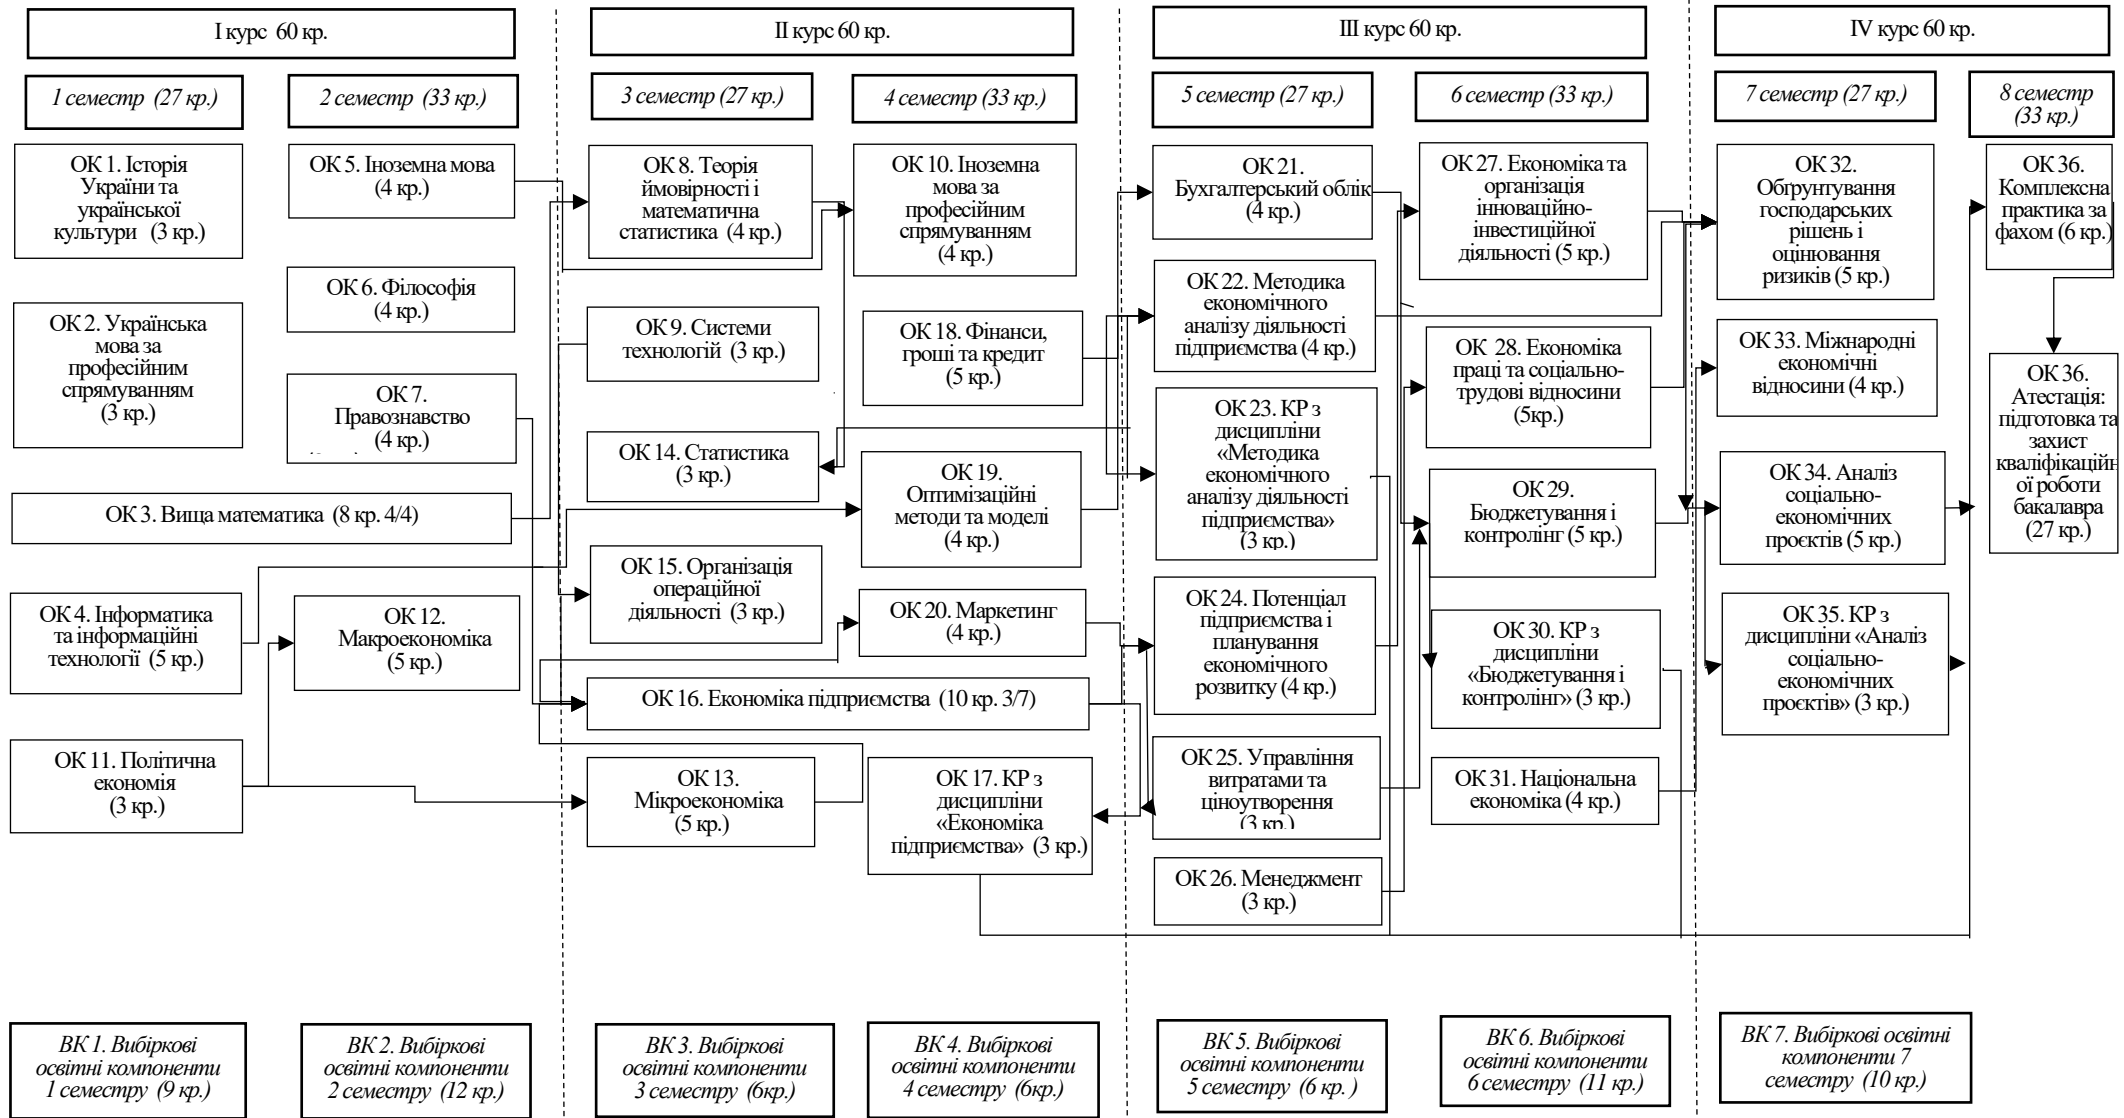 І курс 60 кр.
ІІ курс 60 кр.
ІІІ курс 60 кр.
IV курс 60 кр.
1 семестр (27 кр.)
2 семестр (33 кр.)
3 семестр (27 кр.)
4 семестр (33 кр.)
5 семестр (27 кр.)
6 семестр (33 кр.)
7 семестр (27 кр.)
8 семестр
(33 кр.)
ОК 1. Історія
України та
української
культури (3 кр.)
ОК 2. Українська
мова за
професійним
спрямуванням
(3 кр.)
ОК 3. Вища математика (8 кр. 4/4)
ОК 4. Інформатика
та інформаційні
технології (5 кр.)
ОК 11. Політична
економія
(3 кр.)
ОК 5. Іноземна мова
(4 кр.)
ОК 6. Філософія
(4 кр.)
ОК 7.
Правознавство
(4 кр.)
ОК 12.
Макроекономіка
(5 кр.)
ОК 8. Теорія
ймовірності і
математична
статистика (4 кр.)
ОК 9. Системи
технологій (3 кр.)
ОК 14. Статистика
(3 кр.)
ОК 15. Організація
операційної
діяльності (3 кр.)
ОК 16. Економіка підприємства (10 кр. 3/7)
ОК 13.
Мікроекономіка
(5 кр.)
ОК 10. Іноземна
мова за
професійним
спрямуванням
(4 кр.)
ОК 18. Фінанси,
гроші та кредит
(5 кр.)
ОК 19.
Оптимізаційні
методи та моделі
(4 кр.)
ОК 20. Маркетинг
(4 кр.)
ОК 17. КР з
дисципліни
«Економіка
підприємства» (3 кр.)
ОК 21.
Бухгалтерський облік
(4 кр.)
ОК 22. Методика
економічного
аналізу діяльності
підприємства (4 кр.)
ОК 23. КР з
дисципліни
«Методика
економічного
аналізу діяльності
підприємства»
(3 кр.)
ОК 24. Потенціал
підприємства і
планування
економічного
розвитку (4 кр.)
ОК 25. Управління
витратами та
ціноутворення
(3 кр.)
ОК 26. Менеджмент
(3 кр.)
ОК 27. Економіка та
організація
інноваційно-
інвестиційної
діяльності (5 кр.)
ОК 28. Економіка
праці та соціально-
трудові відносини
(5кр.)
ОК 29.
Бюджетування і
контролінг (5 кр.)
ОК 30. КР з
дисципліни
«Бюджетування і
контролінг» (3 кр.)
ОК 31. Національна
економіка (4 кр.)
ОК 32.
Обґрунтування
господарських
рішень і
оцінювання
ризиків (5 кр.)
ОК 33. Міжнародні
економічні
відносини (4 кр.)
ОК 34. Аналіз
соціально-
економічних
проєктів (5 кр.)
ОК 35. КР з
дисципліни «Аналіз
соціально-
економічних
проєктів» (3 кр.)
ОК 36.
Комплексна
практика за
фахом (6 кр.)
ОК 36.
Атестація:
підготовка та
захист
кваліфікаційн
ої роботи
бакалавра
(27 кр.)
ВК 1. Вибіркові
освітні компоненти
1 семестру (9 кр.)
ВК 2. Вибіркові
освітні компоненти
2 семестру (12 кр.)
ВК 3. Вибіркові
освітні компоненти
3 семестру (6кр.)
ВК 4. Вибіркові
освітні компоненти
4 семестру (6кр.)
ВК 5. Вибіркові
освітні компоненти
5 семестру (6 кр. )
ВК 6. Вибіркові
освітні компоненти
6 семестру (11 кр.)
ВК 7. Вибіркові освітні
компоненти 7
семестру (10 кр.)